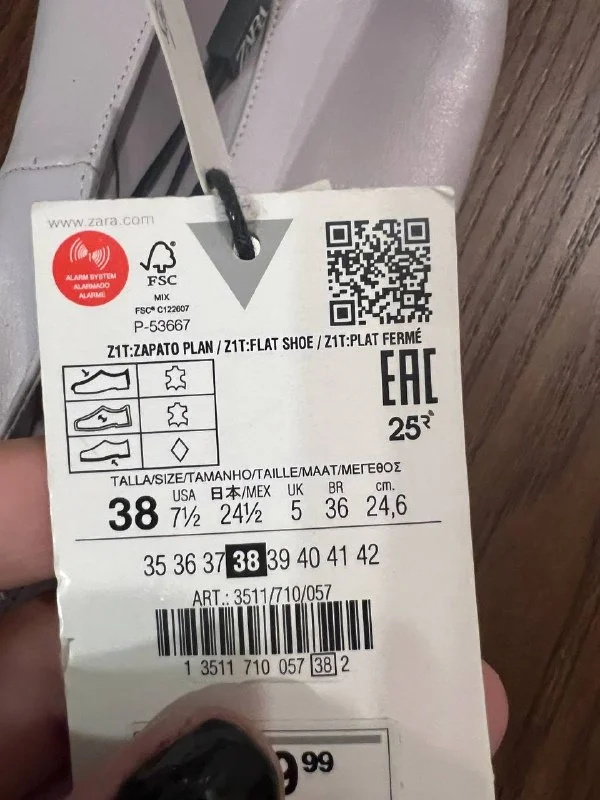 ZARA
www.zara.com
ALARM SYSTEM
ALARMADO
ALARME
FSC
MIX
FSC® C122607
P-53667
Z1T:ZAPATO PLAN / Z1T:FLAT SHOE / Z1T:PLAT FERMÉ
EAC
25
TALLA/SIZE/TAMANHO/TAILLE/MAAT/ΜΕΓΕΘΟΣ
USA 日本/MEX UK BR cm.
38 7½ 24½ 5 36 24,6
35 36 37 38 39 40 41 42
ART.: 3511/710/057
1 3511 710 057 38 2
9 99